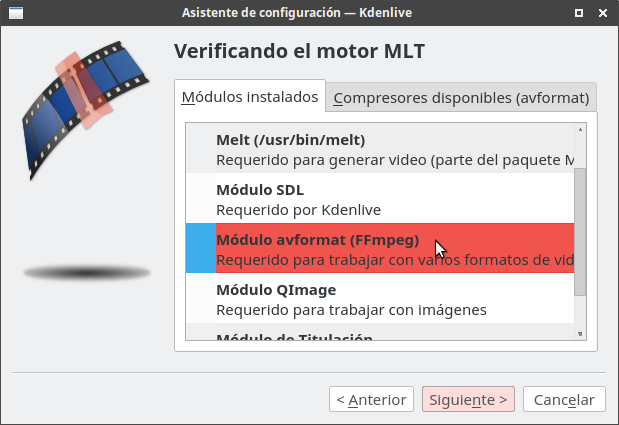 Asistente de configuración — Kdenlive
Verificando el motor MLT
Módulos instalados
Compresores disponibles (avformat)
Melt (/usr/bin/melt)
Requerido para generar video (parte del paquete M
Módulo SDL
Requerido por Kdenlive
Módulo avformat (FFmpeg)
Requerido para trabajar con varios formatos de vid
Módulo QImage
Requerido para trabajar con imágenes
Módulo de Titulación
< Anterior
Siguiente >
Cancelar